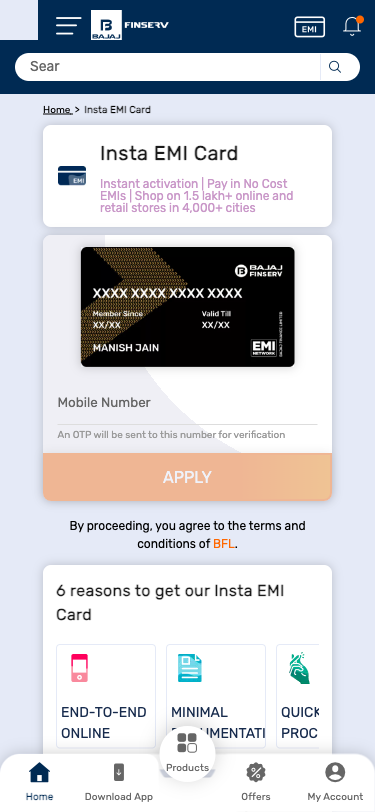 BAJAJ FINSERV
EMI
Sear
Home > Insta EMI Card
Insta EMI Card
EMI
Instant activation | Pay in No Cost
EMIs | Shop on 1.5 lakh+ online and
retail stores in 4,000+ cities
BAJAJ
FINSERV
XXXX XXXX XXXX XXXX
Member Since Valid Till
XX/XX XX/XX
MANISH JAIN
EMI
NETWORK
BAJAJ FINANCE LIMITED
Mobile Number
An OTP will be sent to this number for verification
APPLY
By proceeding, you agree to the terms and
conditions of BFL.
6 reasons to get our Insta EMI
Card
END-TO-END
ONLINE
MINIMAL
QUICK
PROC
Products
Home
Download App
Offers
My Account